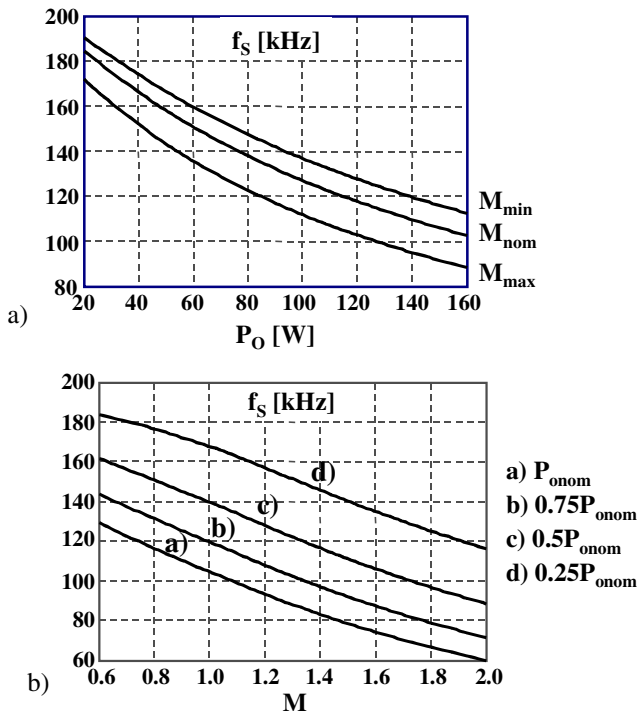 200
f_S [kHz]
180
160
140
120
M_min
M_nom
100
M_max
80
20 40 60 80 100 120 140 160
a)
P_O [W]
200
f_S [kHz]
180
d)
a) P_onom
160
c)
b) 0.75P_onom
140
b)
c) 0.5P_onom
120
a)
d) 0.25P_onom
100
80
60
0.6 0.8 1.0 1.2 1.4 1.6 1.8 2.0
b)
M